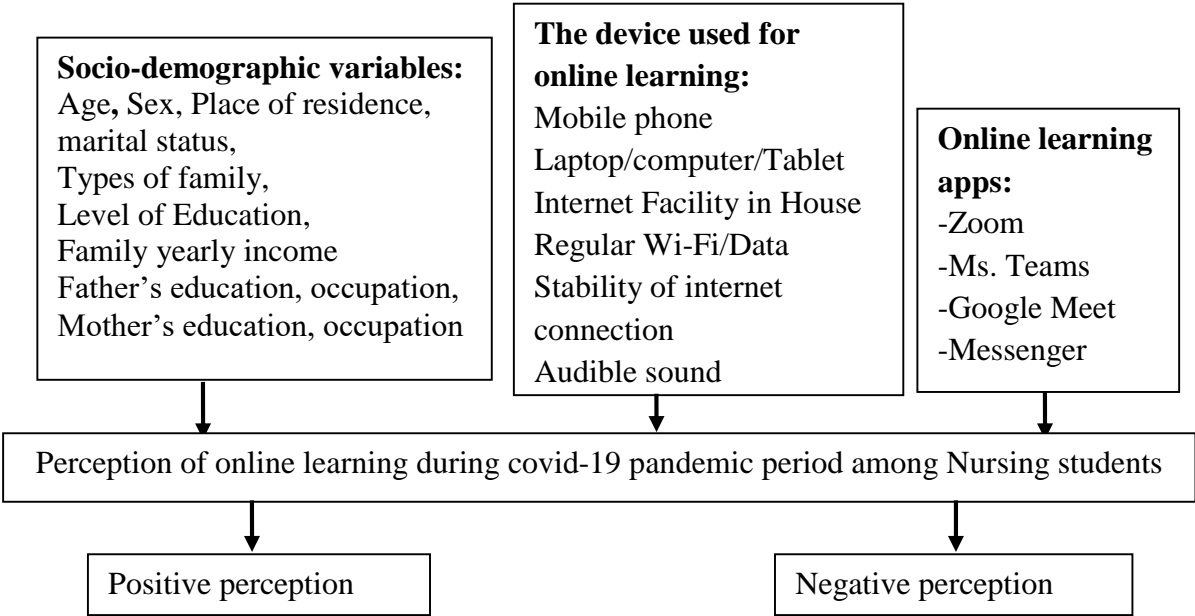 Socio-demographic variables:
Age, Sex, Place of residence,
marital status,
Types of family,
Level of Education,
Family yearly income
Father’s education, occupation,
Mother’s education, occupation
The device used for
online learning:
Mobile phone
Laptop/computer/Tablet
Internet Facility in House
Regular Wi-Fi/Data
Stability of internet
connection
Audible sound
Online learning
apps:
-Zoom
-Ms. Teams
-Google Meet
-Messenger
Perception of online learning during covid-19 pandemic period among Nursing students
Positive perception
Negative perception